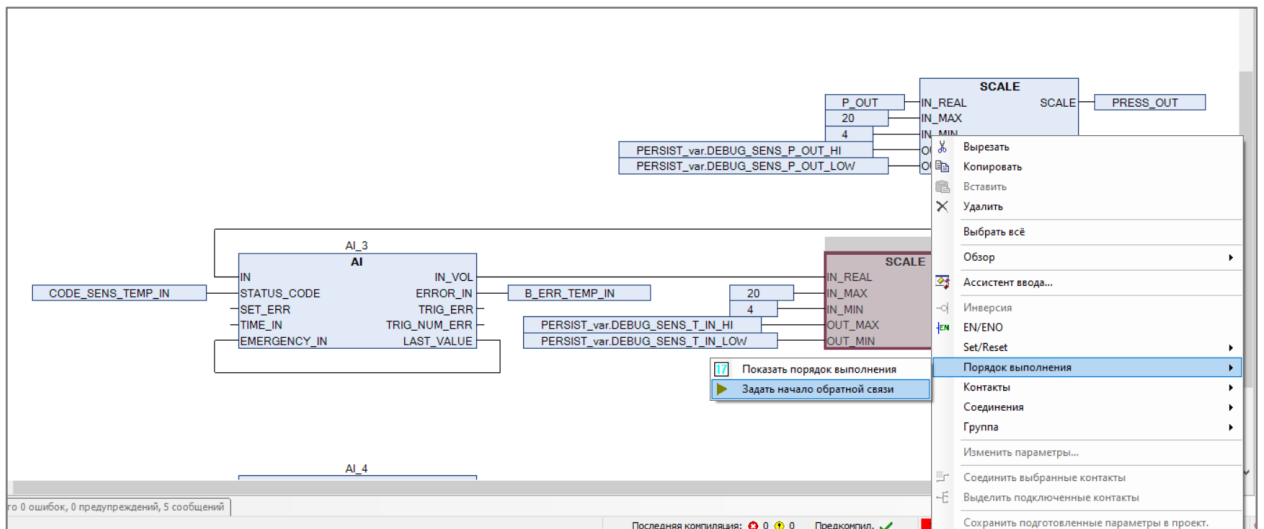 SCALE
P_OUT IN_REAL SCALE PRESS_OUT
20 IN_MAX
4 IN_MIN
PERSIST_var.DEBUG_SENS_P_OUT_HI
PERSIST_var.DEBUG_SENS_P_OUT_LOW
AI_3
AI
IN IN_VOL
CODE_SENS_TEMP_IN STATUS_CODE ERROR_IN B_ERR_TEMP_IN
SET_ERR TRIG_ERR
TIME_IN TRIG_NUM_ERR
EMERGENCY_IN LAST_VALUE
SCALE
IN_REAL
20 IN_MAX
4 IN_MIN
PERSIST_var.DEBUG_SENS_T_IN_HI OUT_MAX
PERSIST_var.DEBUG_SENS_T_IN_LOW OUT_MIN
AI_4
Вырезать
Копировать
Вставить
Удалить
Выбрать всё
Обзор
Ассистент ввода...
Инверсия
EN EN/ENO
Set/Reset
Порядок выполнения
Контакты
Соединения
Группа
Изменить параметры...
Соединить выбранные контакты
Выделить подключенные контакты
Сохранить подготовленные параметры в проект.
17 Показать порядок выполнения
Задать начало обратной связи
го 0 ошибок, 0 предупреждений, 5 сообщений
Последняя компиляция: 0 0 Предкомпил.